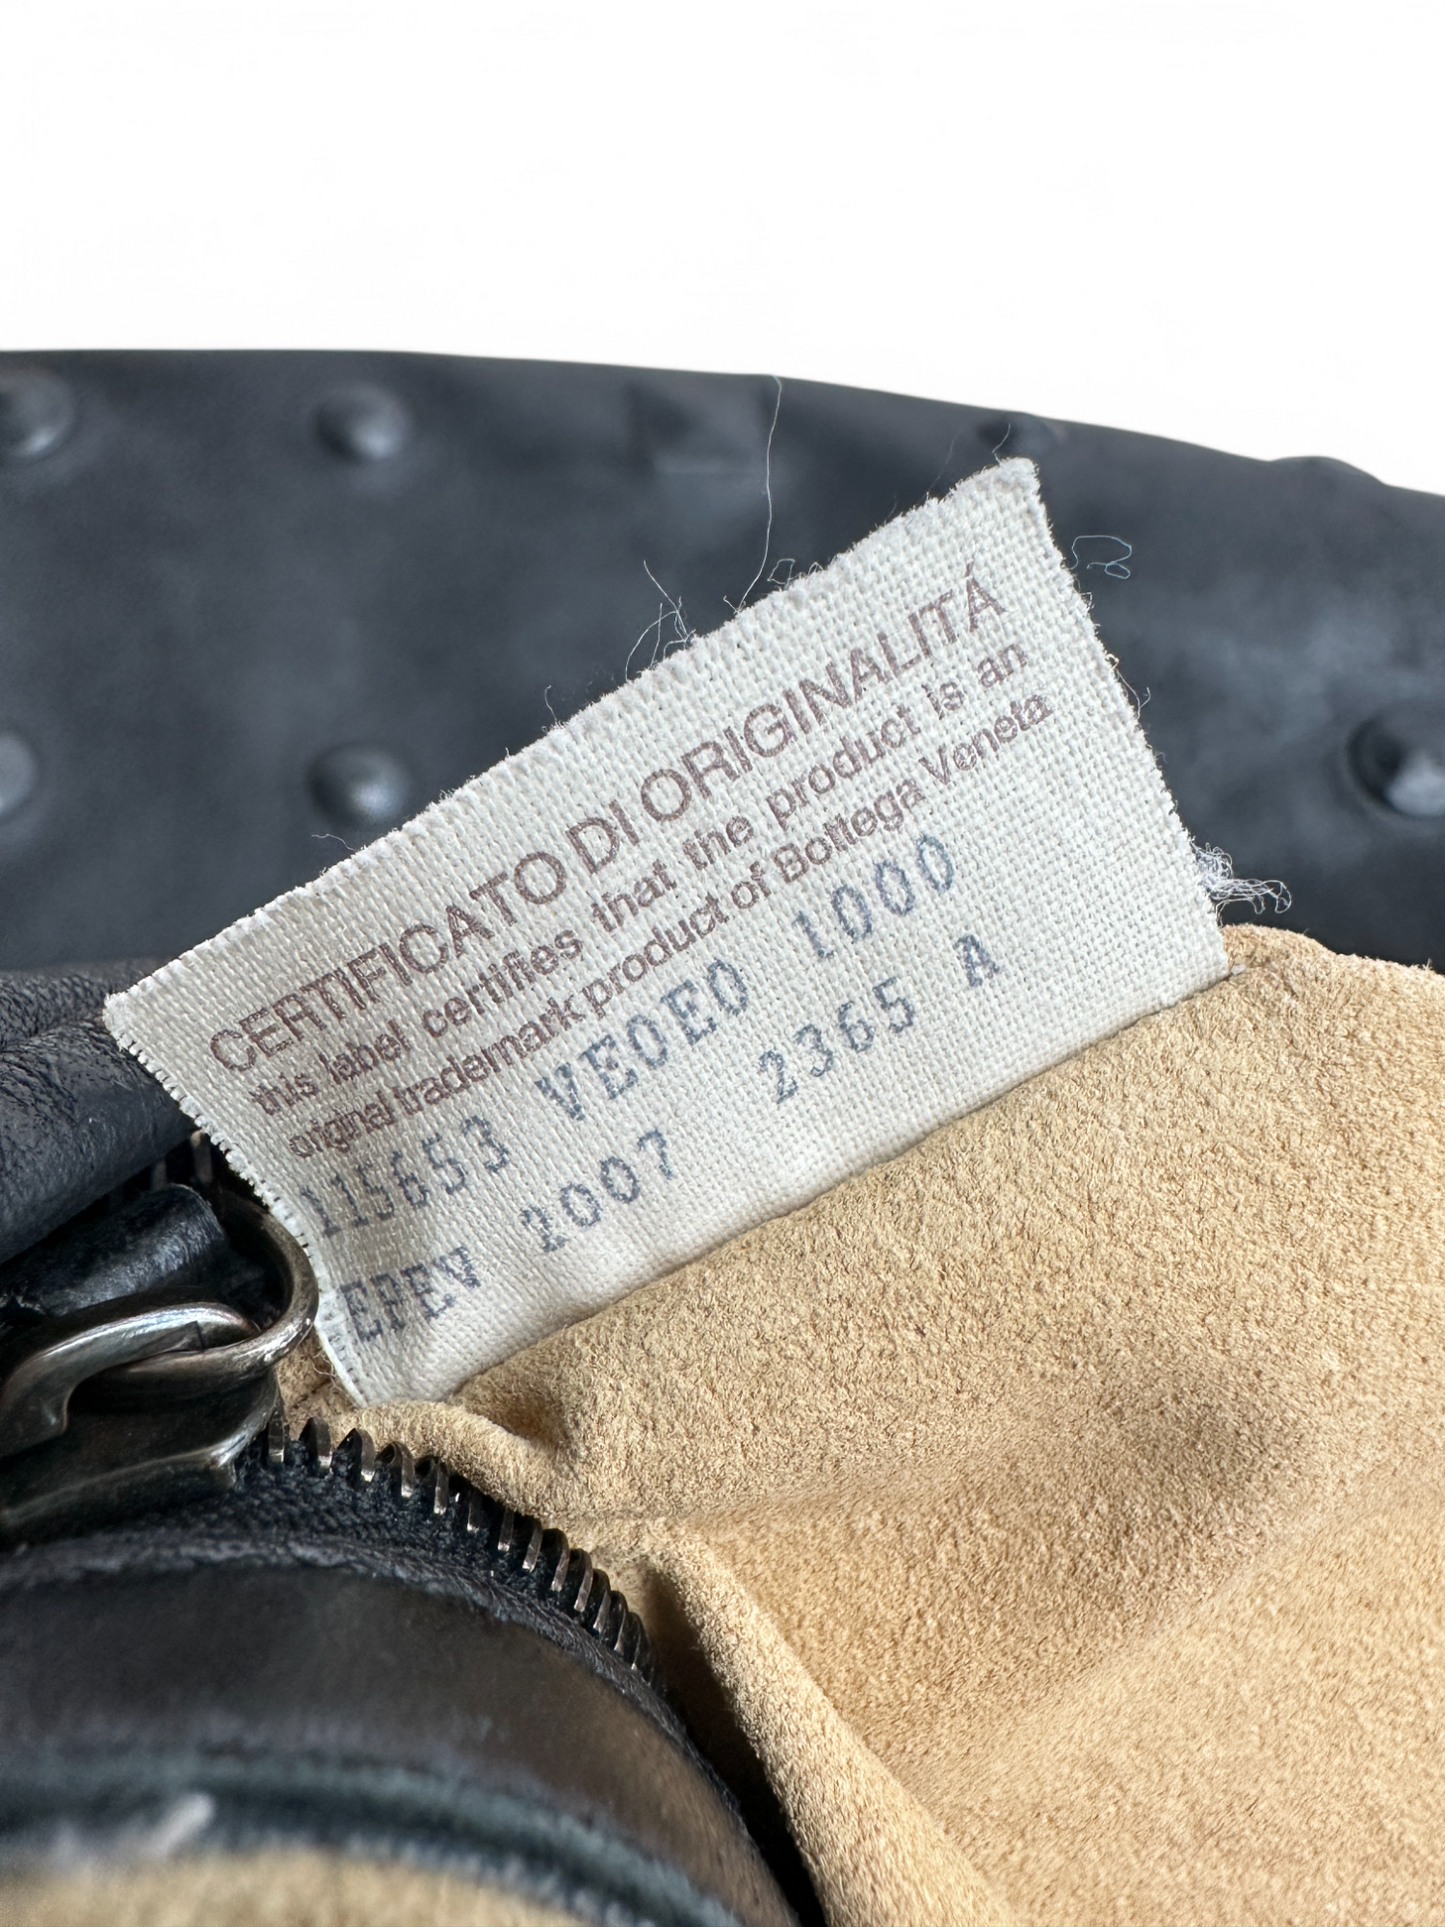 CERTIFICATO DI ORIGINALITÁ
this label certifies that the product is an
original trademark product of Bottega Veneta
115653 VE0E0 1000
EFEV 2007 2365 A